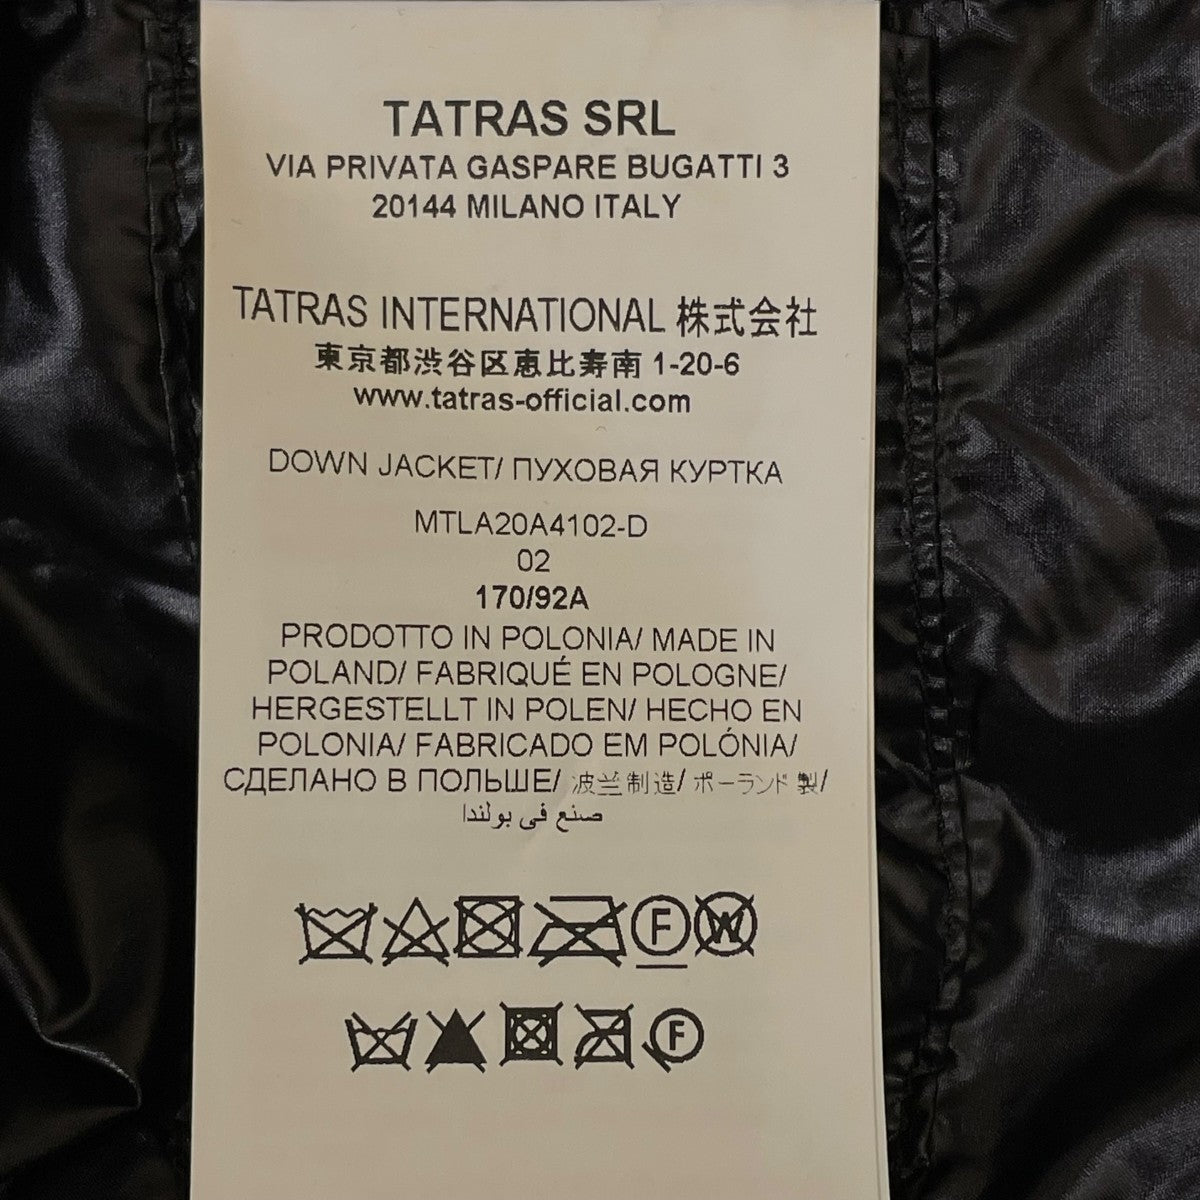 TATRAS SRL
VIA PRIVATA GASPARE BUGATTI 3
20144 MILANO ITALY
TATRAS INTERNATIONAL 株式会社
東京都渋谷区恵比寿南 1-20-6
www.tatras-official.com
DOWN JACKET/ ПУХОВАЯ КУРТКА
MTLA20A4102-D
02
170/92A
PRODOTTO IN POLONIA/ MADE IN
POLAND/ FABRIQUÉ EN POLOGNE/
HERGESTELLT IN POLEN/ HECHO EN
POLONIA/ FABRICADO EM POLÓNIA/
СДЕЛАНО В ПОЛЬШЕ/ 波兰制造/ ポーランド製/
صنع في بولندا
F W
F